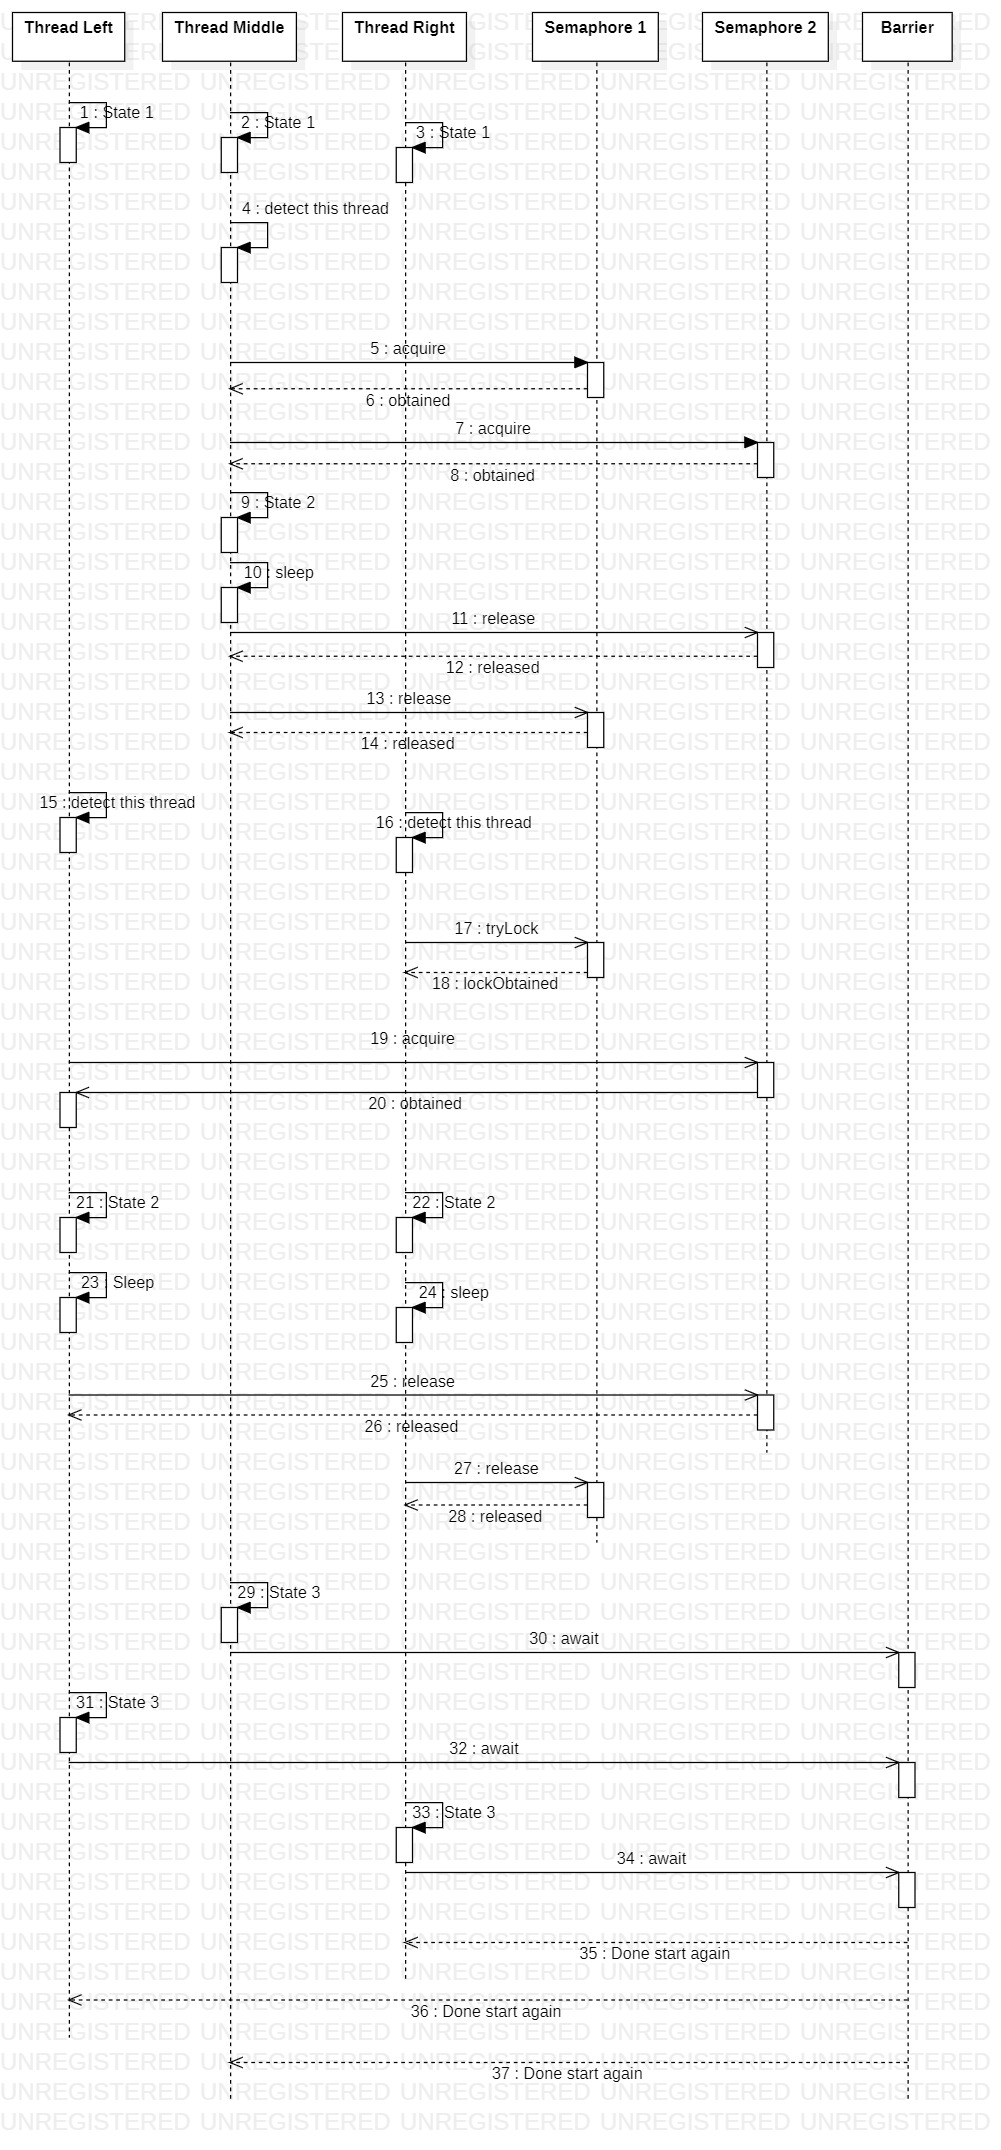 Thread Left
Thread Middle
Thread Right
Semaphore 1
Semaphore 2
Barrier
1 : State 1
2 : State 1
3 : State 1
4 : detect this thread
5 : acquire
6 : obtained
7 : acquire
8 : obtained
9 : State 2
10 : sleep
11 : release
12 : released
13 : release
14 : released
15 : detect this thread
16 : detect this thread
17 : tryLock
18 : lockObtained
19 : acquire
20 : obtained
21 : State 2
22 : State 2
23 : Sleep
24 : sleep
25 : release
26 : released
27 : release
28 : released
29 : State 3
30 : await
31 : State 3
32 : await
33 : State 3
34 : await
35 : Done start again
36 : Done start again
37 : Done start again
UNREGISTERED